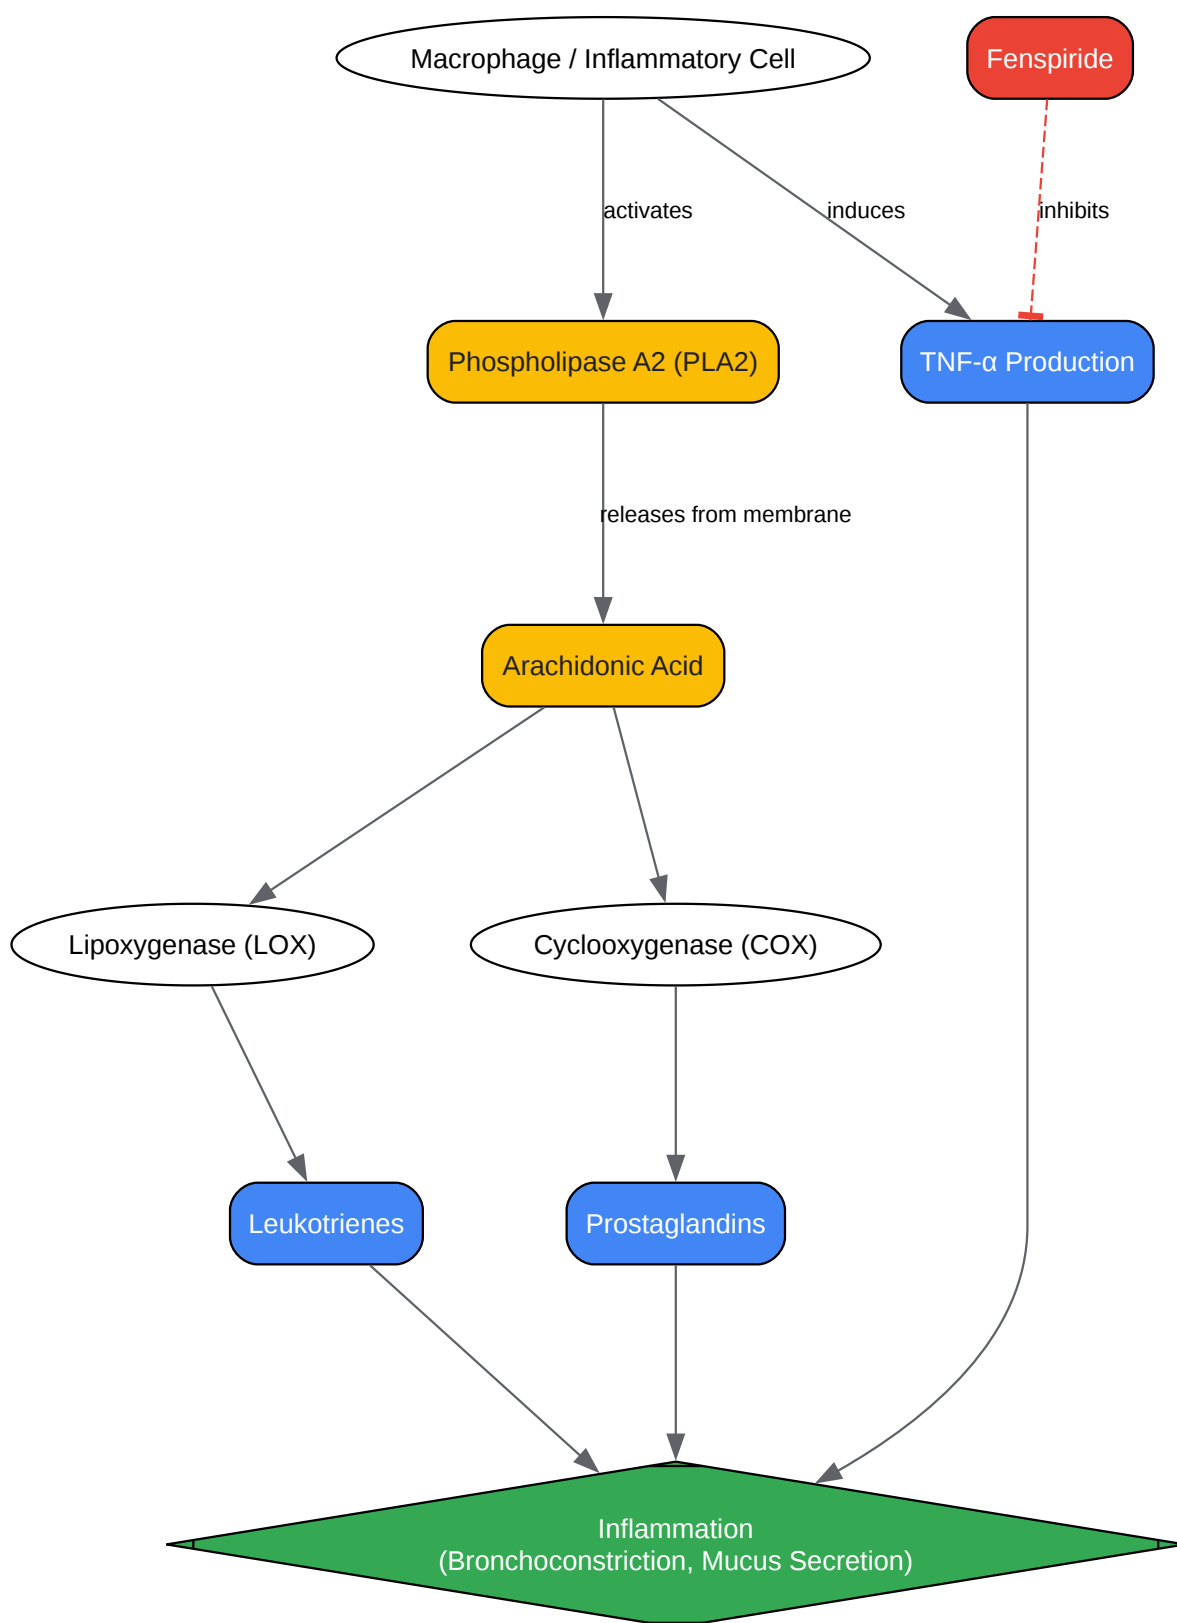 Macrophage / Inflammatory Cell
Fenspiride
activates
induces
inhibits
Phospholipase A2 (PLA2)
TNF-α Production
releases from membrane
Arachidonic Acid
Lipoxygenase (LOX)
Cyclooxygenase (COX)
Leukotrienes
Prostaglandins
Inflammation
(Bronchoconstriction, Mucus Secretion)